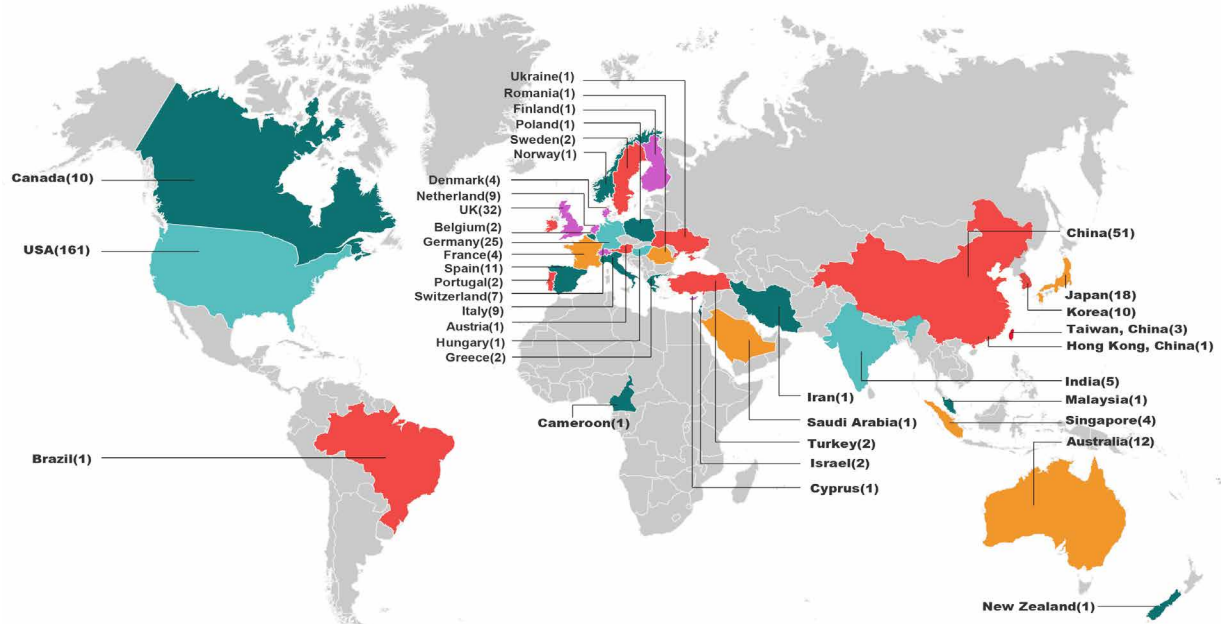 Canada(10)
USA(161)
Brazil(1)
Ukraine(1)
Romania(1)
Finland(1)
Poland(1)
Sweden(2)
Norway(1)
Denmark(4)
Netherland(9)
UK(32)
Belgium(2)
Germany(25)
France(4)
Spain(11)
Portugal(2)
Switzerland(7)
Italy(9)
Austria(1)
Hungary(1)
Greece(2)
Cameroon(1)
Iran(1)
Saudi Arabia(1)
Turkey(2)
Israel(2)
Cyprus(1)
China(51)
Japan(18)
Korea(10)
Taiwan, China(3)
Hong Kong, China(1)
India(5)
Malaysia(1)
Singapore(4)
Australia(12)
New Zealand(1)